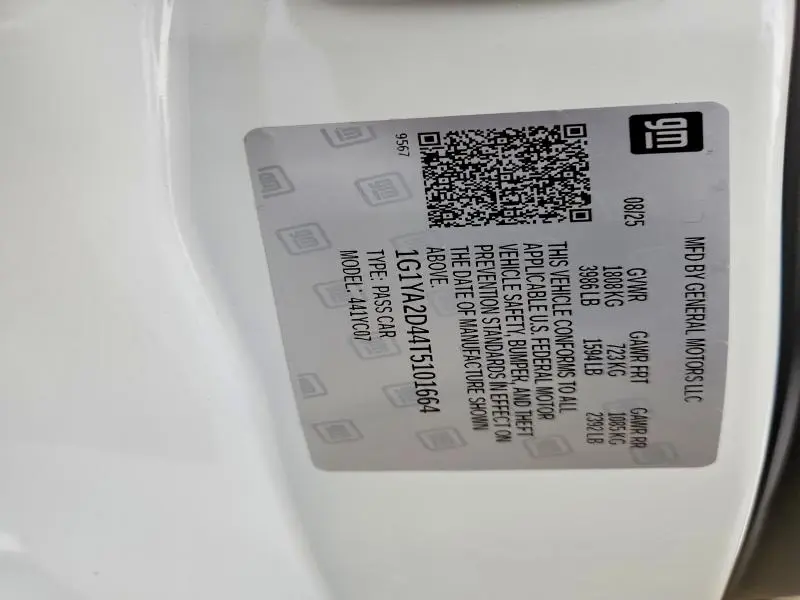 gm
MFD BY GENERAL MOTORS LLC
08/25
GVWR GAWR FRT GAWR RR
1808 KG 723 KG 1085 KG
3986 LB 1594 LB 2392 LB
THIS VEHICLE CONFORMS TO ALL
APPLICABLE U.S. FEDERAL MOTOR
VEHICLE SAFETY, BUMPER, AND THEFT
PREVENTION STANDARDS IN EFFECT ON
THE DATE OF MANUFACTURE SHOWN
ABOVE.
1G1YA2D44T5101664
TYPE: PASS CAR
MODEL: 441YC07
9567